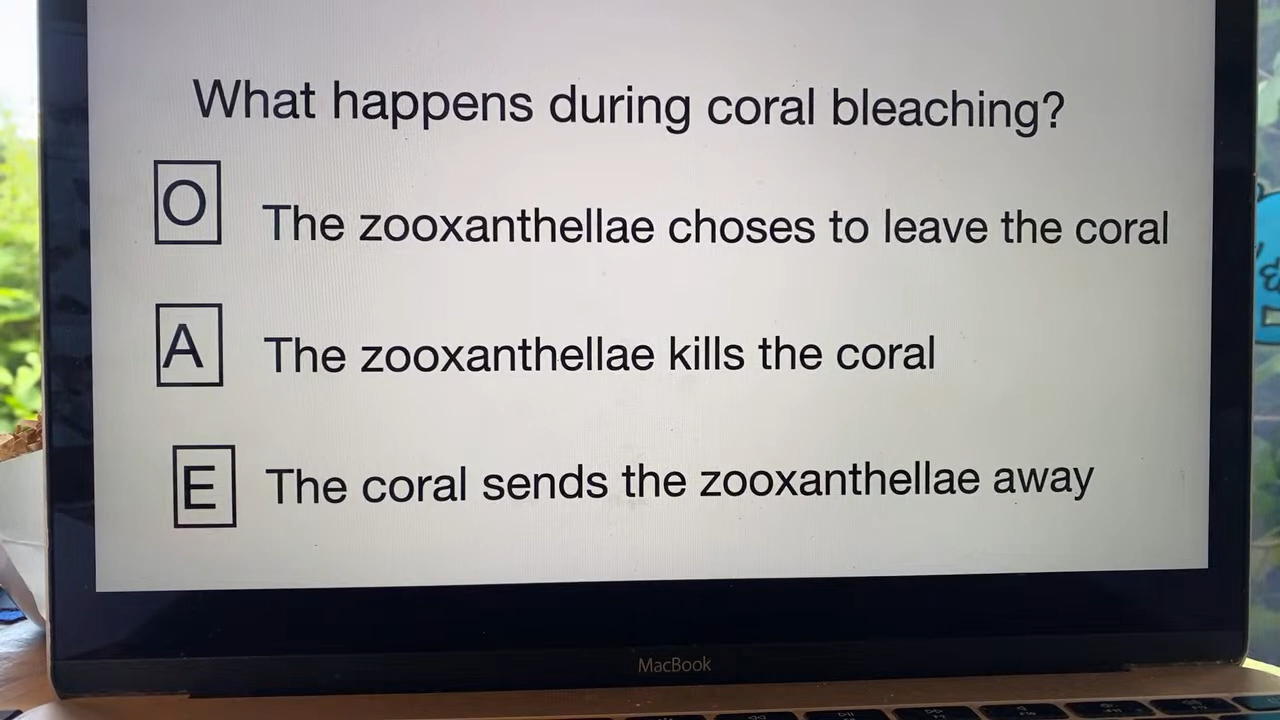 What happens during coral bleaching?
O The zooxanthellae choses to leave the coral
A The zooxanthellae kills the coral
E The coral sends the zooxanthellae away
MacBook